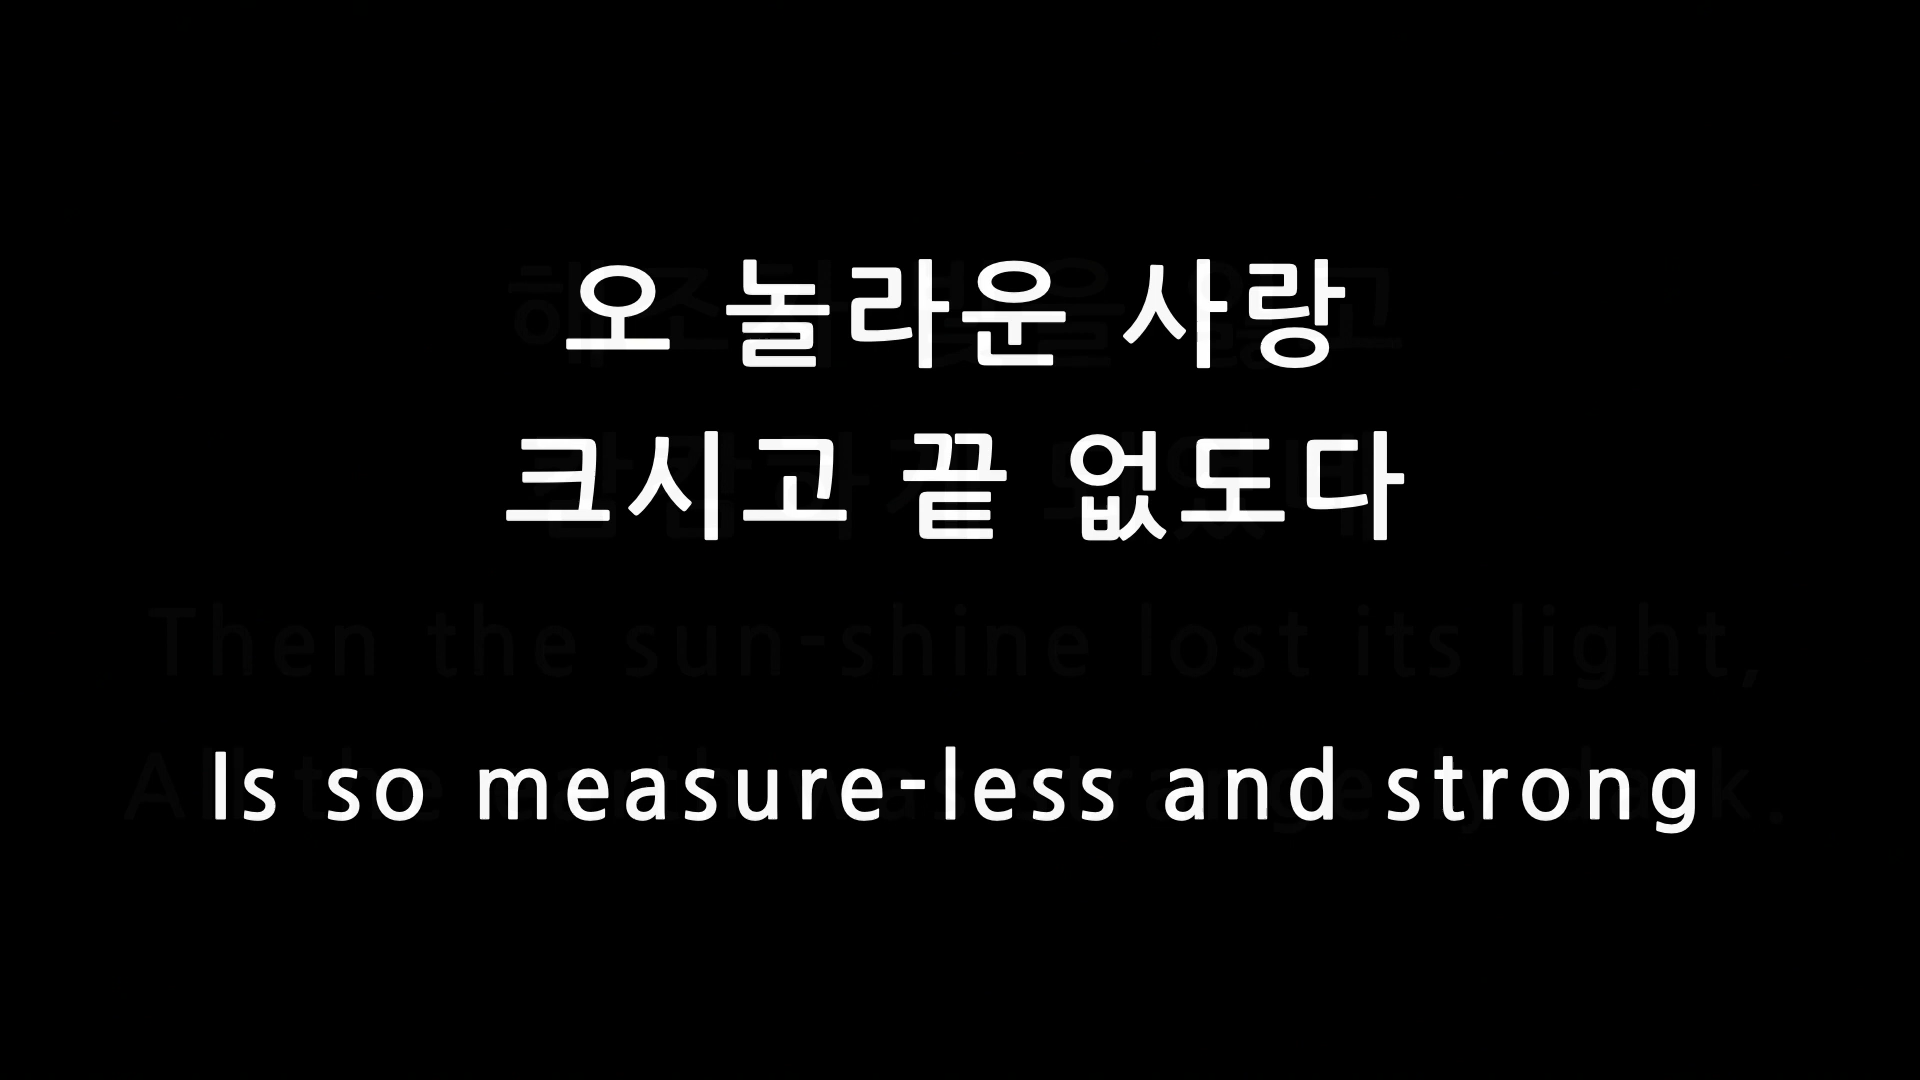 오 놀라운 사랑
크시고 끝 없도다
Then the sun-shine lost its light,
Is so measure-less and strong